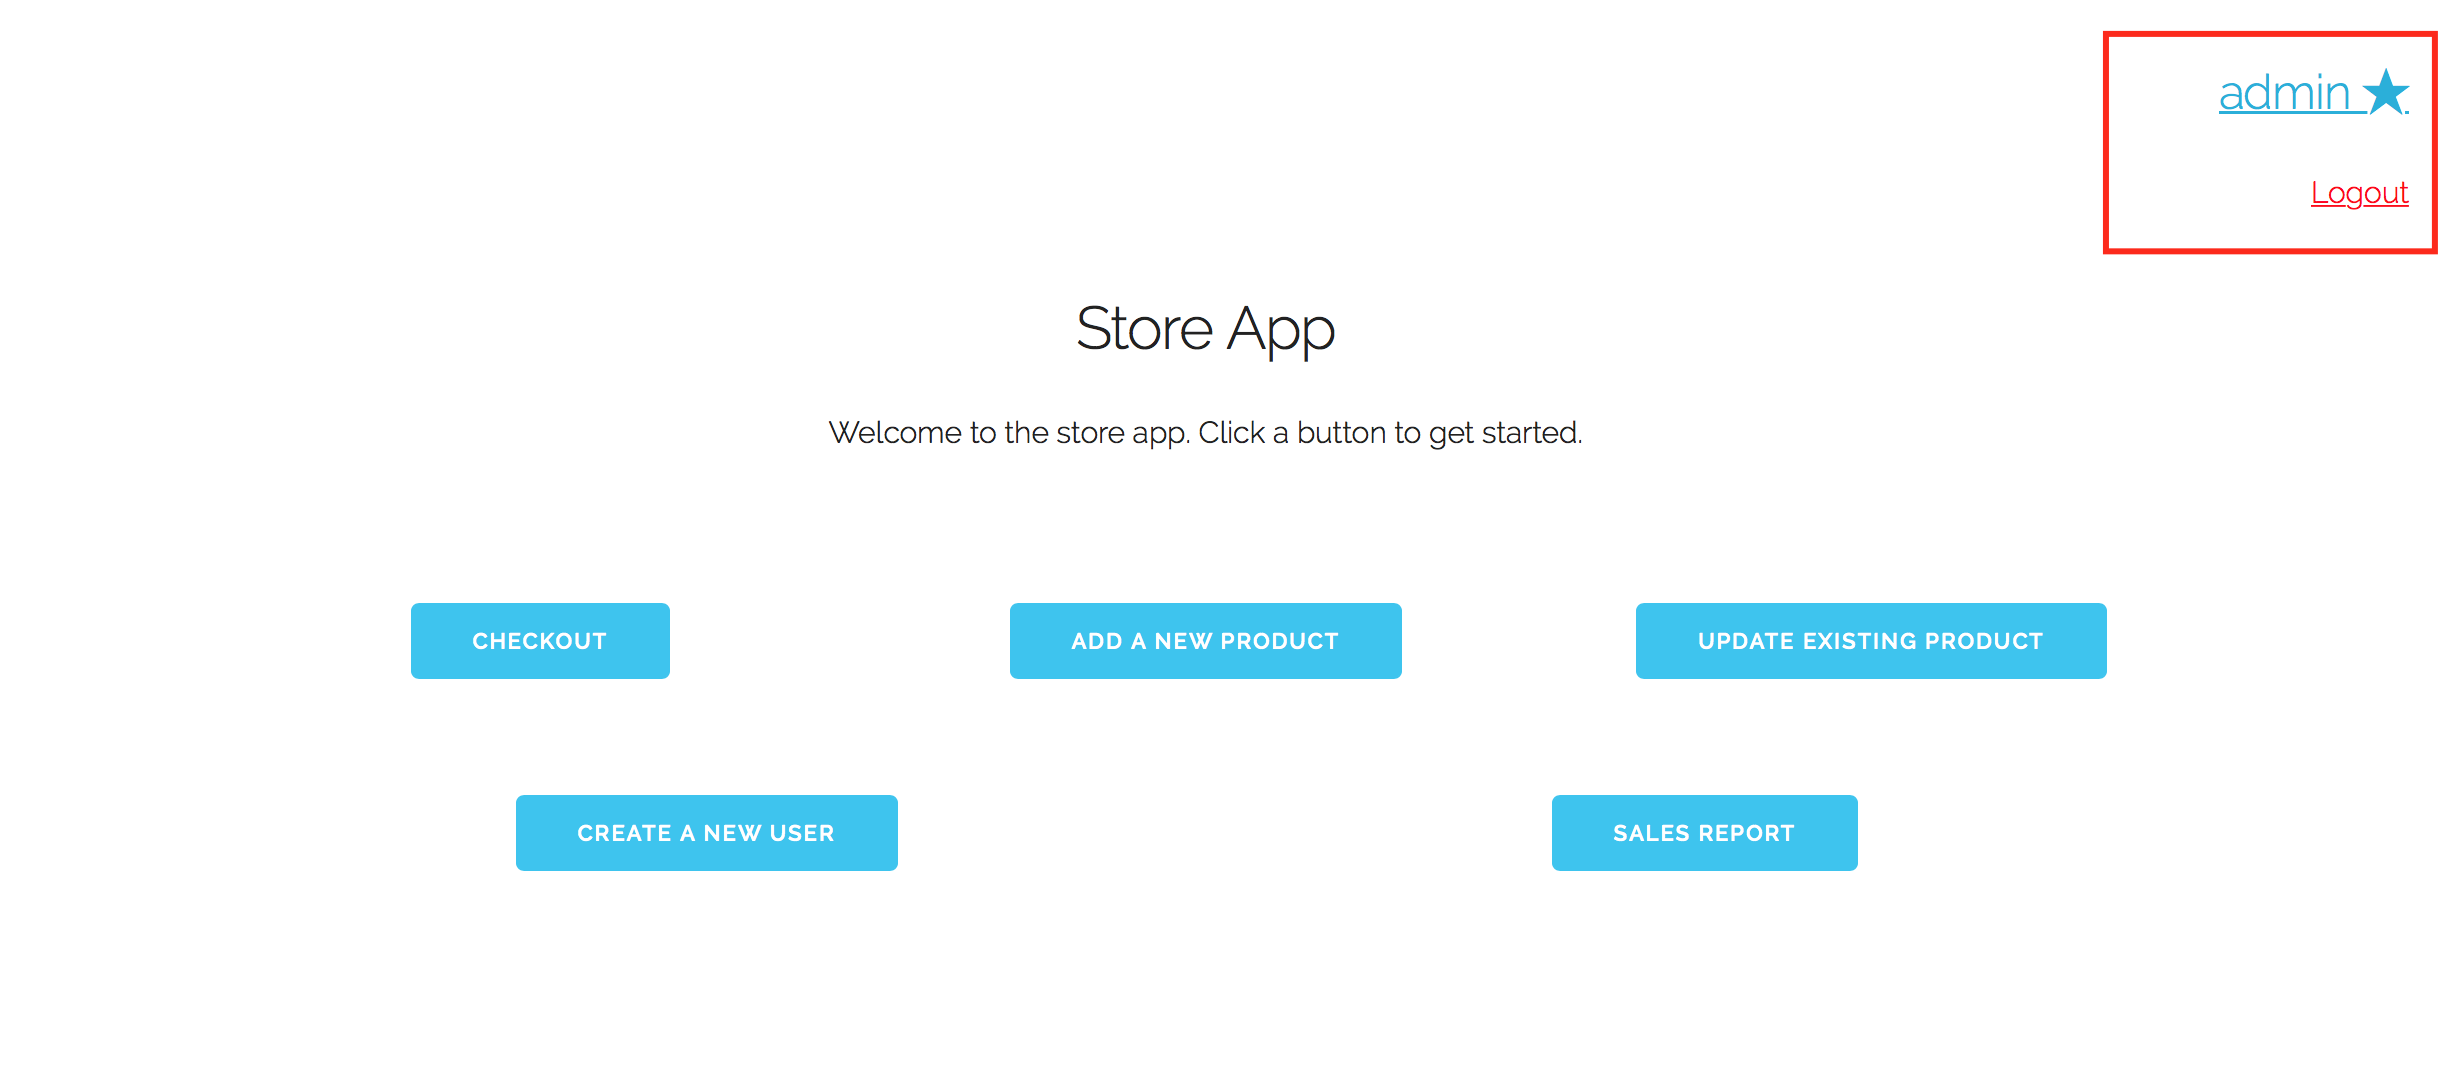 admin ★
Logout
Store App
Welcome to the store app. Click a button to get started.
CHECKOUT
ADD A NEW PRODUCT
UPDATE EXISTING PRODUCT
CREATE A NEW USER
SALES REPORT